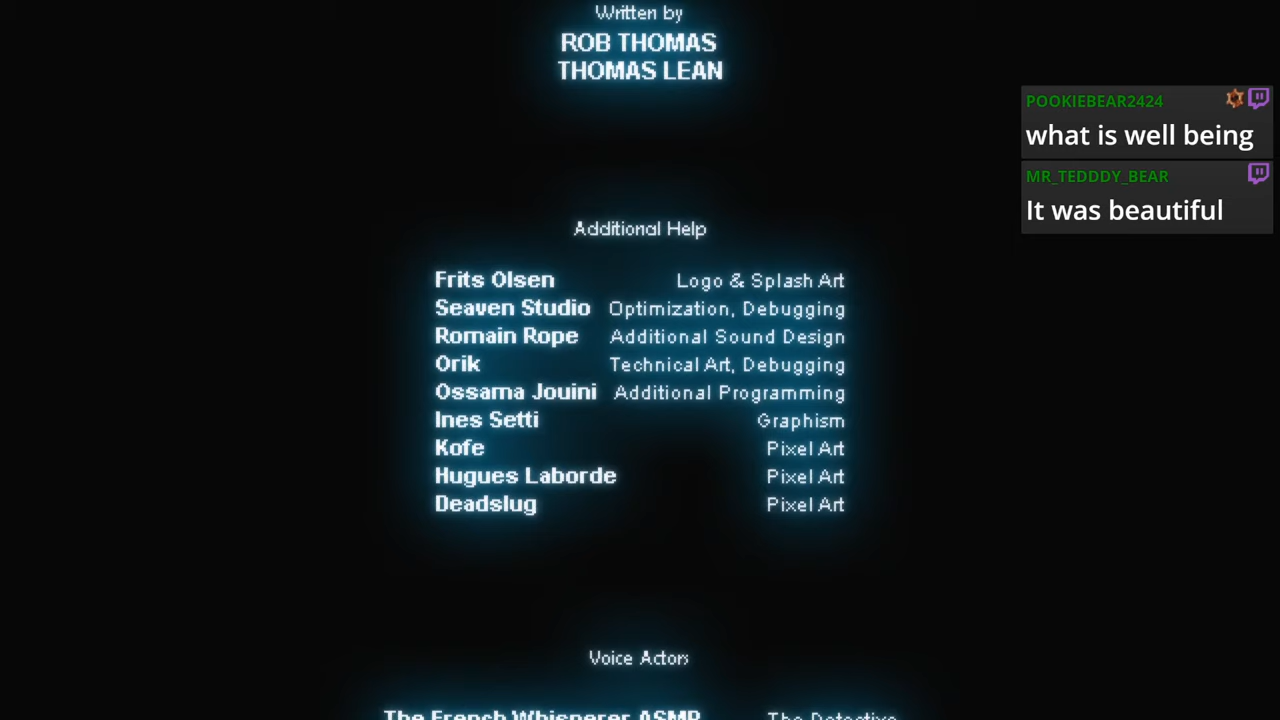 Written by
ROB THOMAS
THOMAS LEAN
Additional Help
Frits Olsen Logo & Splash Art
Seaven Studio Optimization, Debugging
Romain Rope Additional Sound Design
Orik Technical Art, Debugging
Ossama Jouini Additional Programming
Ines Setti Graphism
Kofe Pixel Art
Hugues Laborde Pixel Art
Deadslug Pixel Art
Voice Actors
The French Whisperer ASMR The Detective
POOKIEBEAR2424
what is well being
MR_TEDDDY_BEAR
It was beautiful